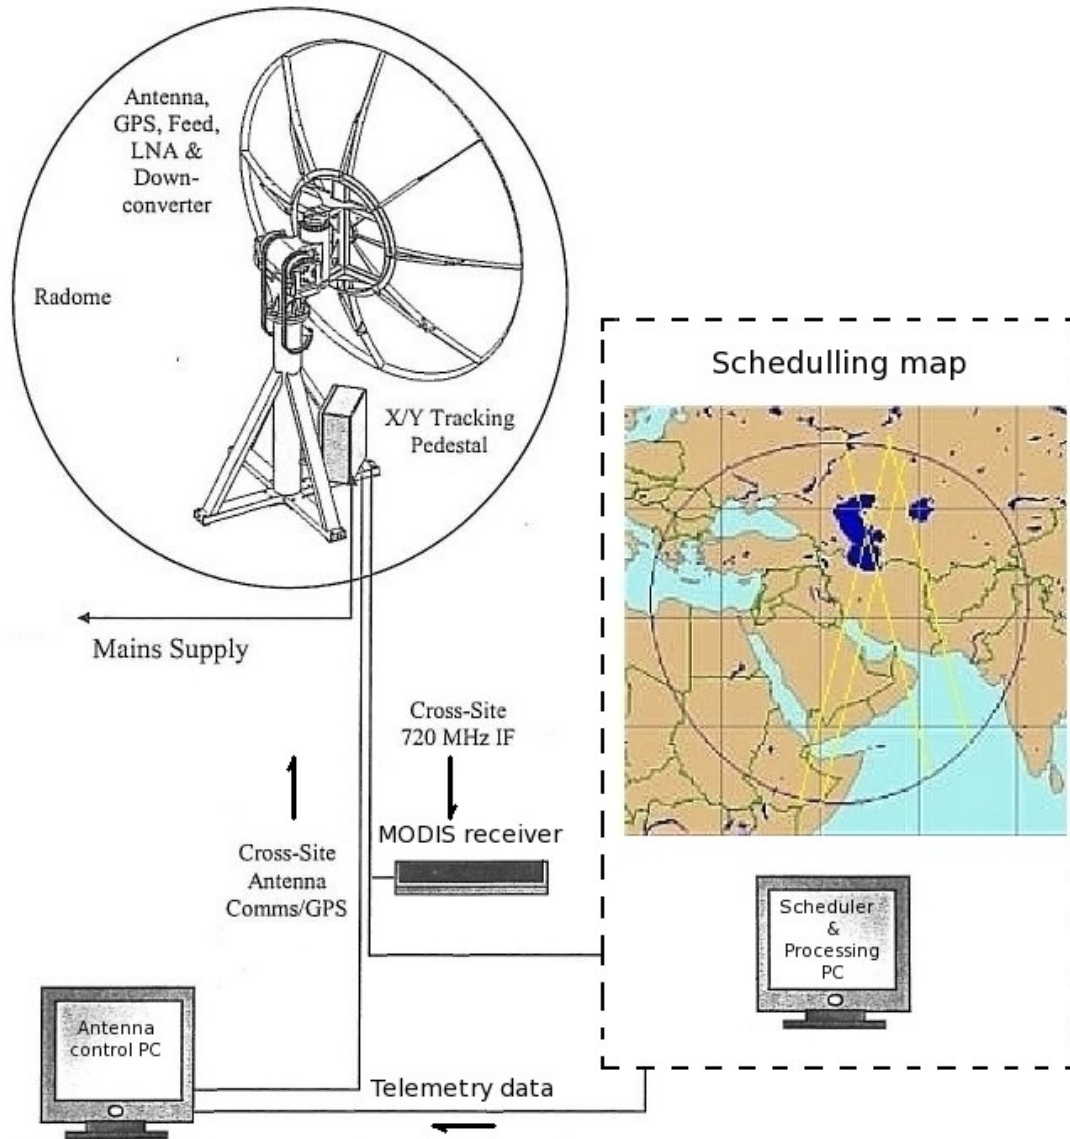 Antenna,
GPS, Feed,
LNA &
Down-
converter
Radome
X/Y Tracking
Pedestal
Schedulling map
Mains Supply
Cross-Site
720 MHz IF
MODIS receiver
Cross-Site
Antenna
Comms/GPS
Scheduler
&
Processing
PC
Antenna
control PC
Telemetry data